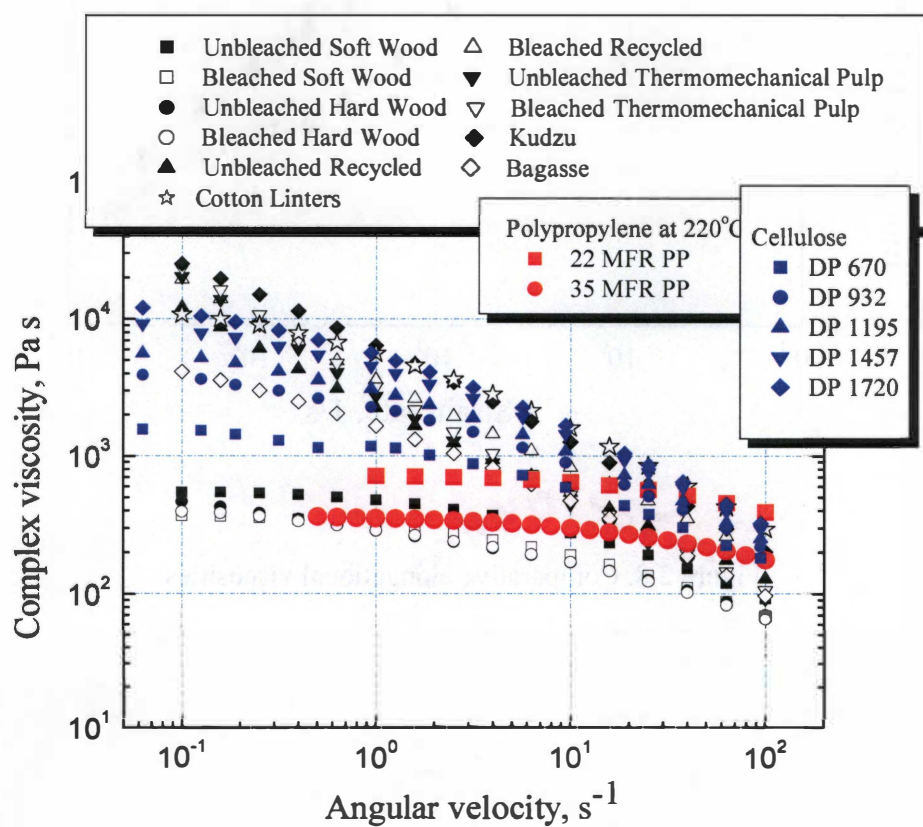 Unbleached Soft Wood
Bleached Soft Wood
Unbleached Hard Wood
Bleached Hard Wood
Unbleached Recycled
Cotton Linters
Bleached Recycled
Unbleached Thermomechanical Pulp
Bleached Thermomechanical Pulp
Kudzu
Bagasse
Polypropylene at 220°C
22 MFR PP
35 MFR PP
Cellulose
DP 670
DP 932
DP 1195
DP 1457
DP 1720
Complex viscosity, Pa s
1
10⁴
10³
10²
10¹
10⁻¹
10⁰
10¹
10²
Angular velocity, s⁻¹